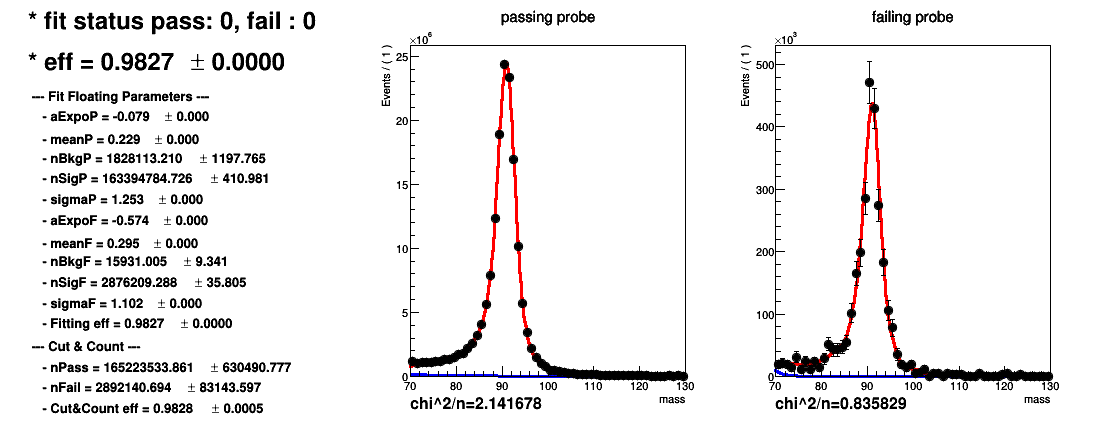 * fit status pass: 0, fail : 0
* eff = 0.9827 ± 0.0000
--- Fit Floating Parameters ---
- aExpoP = -0.079 ± 0.000
- meanP = 0.229 ± 0.000
- nBkgP = 1828113.210 ± 1197.765
- nSigP = 163394784.726 ± 410.981
- sigmaP = 1.253 ± 0.000
- aExpoF = -0.574 ± 0.000
- meanF = 0.295 ± 0.000
- nBkgF = 15931.005 ± 9.341
- nSigF = 2876209.288 ± 35.805
- sigmaF = 1.102 ± 0.000
- Fitting eff = 0.9827 ± 0.0000
--- Cut & Count ---
- nPass = 165223533.861 ± 630490.777
- nFail = 2892140.694 ± 83143.597
- Cut&Count eff = 0.9828 ± 0.0005
passing probe
×10^6
Events / ( 1 )
25
20
15
10
5
0
70 80 90 100 110 120 130
mass
chi^2/n=2.141678
failing probe
×10^3
Events / ( 1 )
500
400
300
200
100
0
70 80 90 100 110 120 130
mass
chi^2/n=0.835829